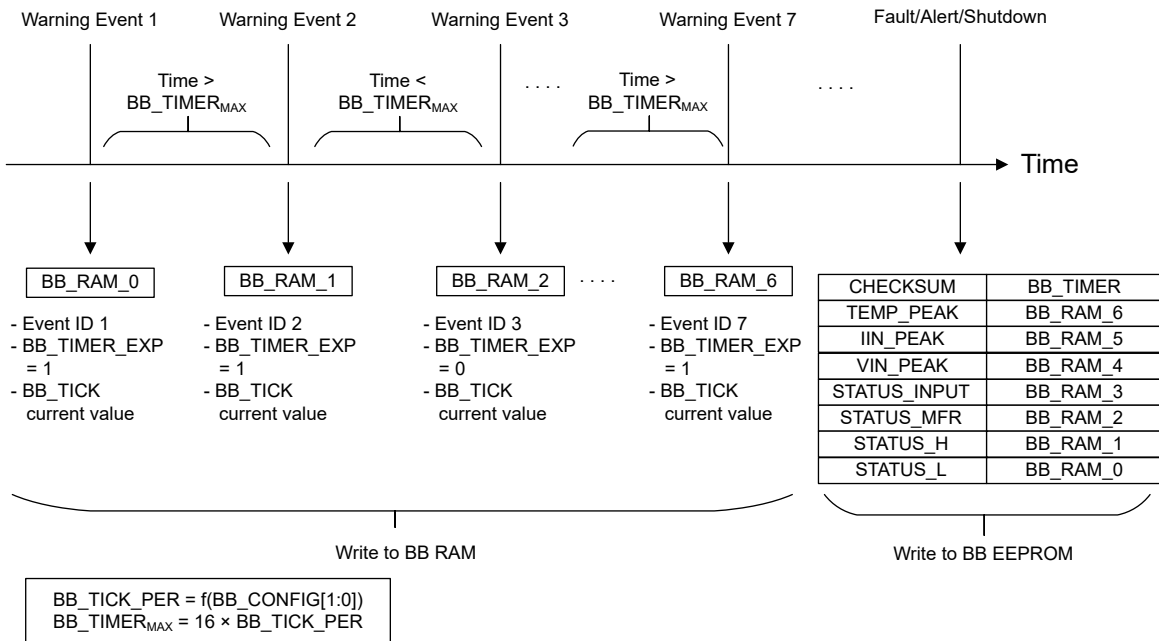 Warning Event 1
Warning Event 2
Warning Event 3
Warning Event 7
Fault/Alert/Shutdown
Time >
BB_TIMERMAX
Time <
BB_TIMERMAX
. . . .
Time >
BB_TIMERMAX
. . . .
Time
BB_RAM_0
BB_RAM_1
BB_RAM_2
. . . .
BB_RAM_6
- Event ID 1
- BB_TIMER_EXP
= 1
- BB_TICK
current value
- Event ID 2
- BB_TIMER_EXP
= 1
- BB_TICK
current value
- Event ID 3
- BB_TIMER_EXP
= 0
- BB_TICK
current value
- Event ID 7
- BB_TIMER_EXP
= 1
- BB_TICK
current value
CHECKSUM BB_TIMER
TEMP_PEAK BB_RAM_6
IIN_PEAK BB_RAM_5
VIN_PEAK BB_RAM_4
STATUS_INPUT BB_RAM_3
STATUS_MFR BB_RAM_2
STATUS_H BB_RAM_1
STATUS_L BB_RAM_0
Write to BB RAM
Write to BB EEPROM
BB_TICK_PER = f(BB_CONFIG[1:0])
BB_TIMERMAX = 16 × BB_TICK_PER